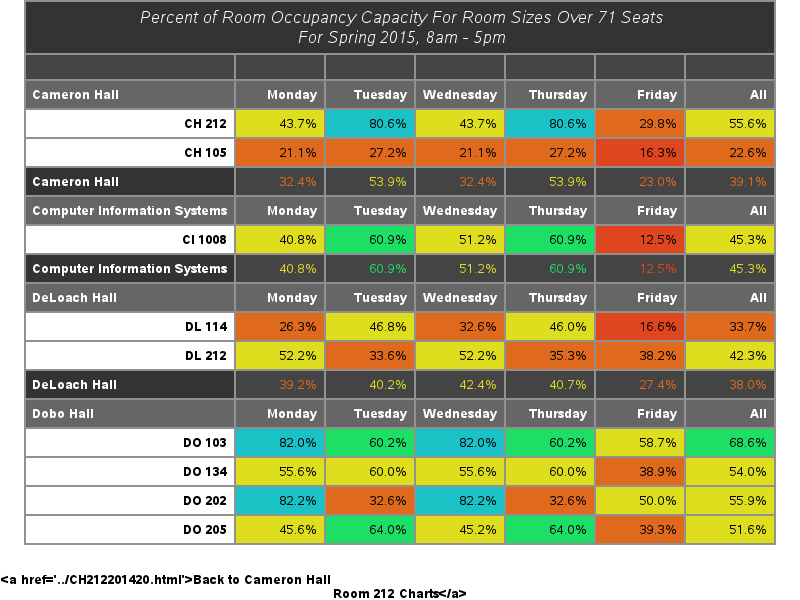 Percent of Room Occupancy Capacity For Room Sizes Over 71 Seats
For Spring 2015, 8am - 5pm
Cameron Hall Monday Tuesday Wednesday Thursday Friday All
CH 212 43.7% 80.6% 43.7% 80.6% 29.8% 55.6%
CH 105 21.1% 27.2% 21.1% 27.2% 16.3% 22.6%
Cameron Hall 32.4% 53.9% 32.4% 53.9% 23.0% 39.1%
Computer Information Systems Monday Tuesday Wednesday Thursday Friday All
CI 1008 40.8% 60.9% 51.2% 60.9% 12.5% 45.3%
Computer Information Systems 40.8% 60.9% 51.2% 60.9% 12.5% 45.3%
DeLoach Hall Monday Tuesday Wednesday Thursday Friday All
DL 114 26.3% 46.8% 32.6% 46.0% 16.6% 33.7%
DL 212 52.2% 33.6% 52.2% 35.3% 38.2% 42.3%
DeLoach Hall 39.2% 40.2% 42.4% 40.7% 27.4% 38.0%
Dobo Hall Monday Tuesday Wednesday Thursday Friday All
DO 103 82.0% 60.2% 82.0% 60.2% 58.7% 68.6%
DO 134 55.6% 60.0% 55.6% 60.0% 38.9% 54.0%
DO 202 82.2% 32.6% 82.2% 32.6% 50.0% 55.9%
DO 205 45.6% 64.0% 45.2% 64.0% 39.3% 51.6%
<a href='../CH212201420.html'>Back to Cameron Hall
Room 212 Charts</a>